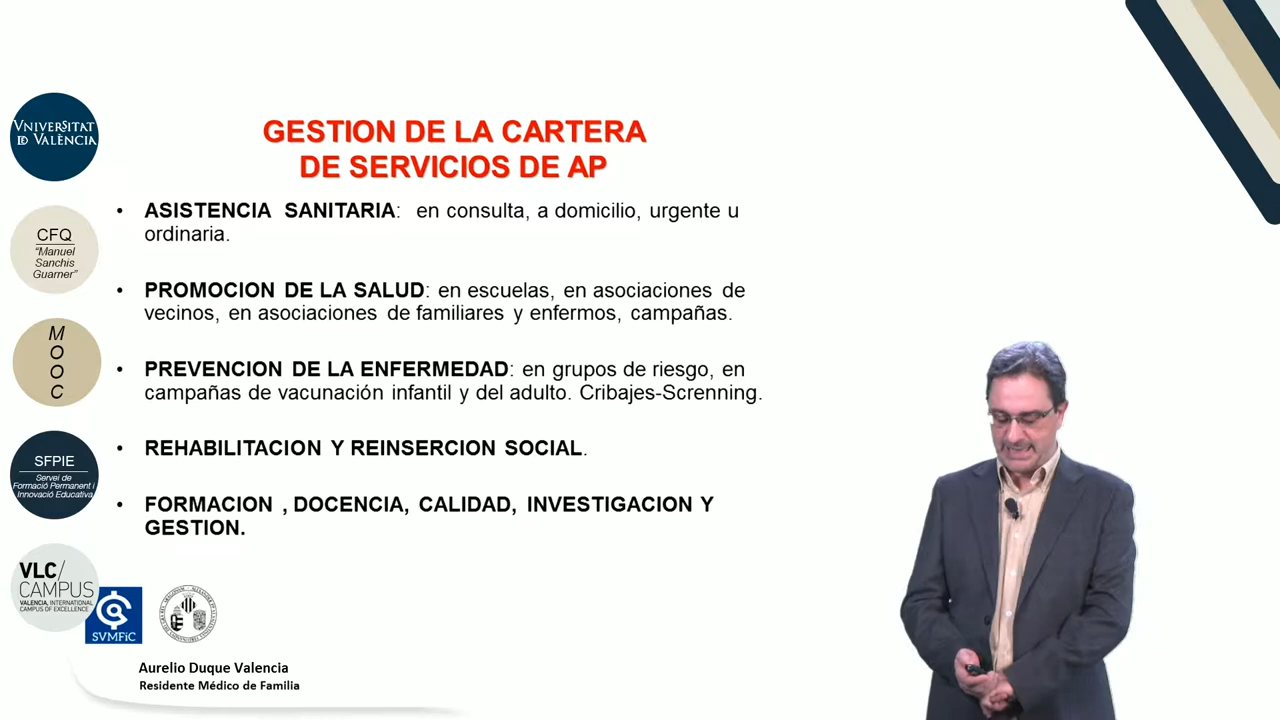 VNIVERSITAT
ID VALÈNCIA
CFQ
"Manuel
Sanchis
Guarner"
M
O
O
C
SFPIE
Servei de
Formació Permanent i
Innovació Educativa
VLC/
CAMPUS
VALENCIA, INTERNATIONAL
CAMPUS OF EXCELLENCE
GESTION DE LA CARTERA
DE SERVICIOS DE AP
• ASISTENCIA SANITARIA: en consulta, a domicilio, urgente u
ordinaria.
• PROMOCION DE LA SALUD: en escuelas, en asociaciones de
vecinos, en asociaciones de familiares y enfermos, campañas.
• PREVENCION DE LA ENFERMEDAD: en grupos de riesgo, en
campañas de vacunación infantil y del adulto. Cribajes-Screnning.
• REHABILITACION Y REINSERCION SOCIAL.
• FORMACION , DOCENCIA, CALIDAD, INVESTIGACION Y
GESTION.
SVMFiC
Aurelio Duque Valencia
Residente Médico de Familia